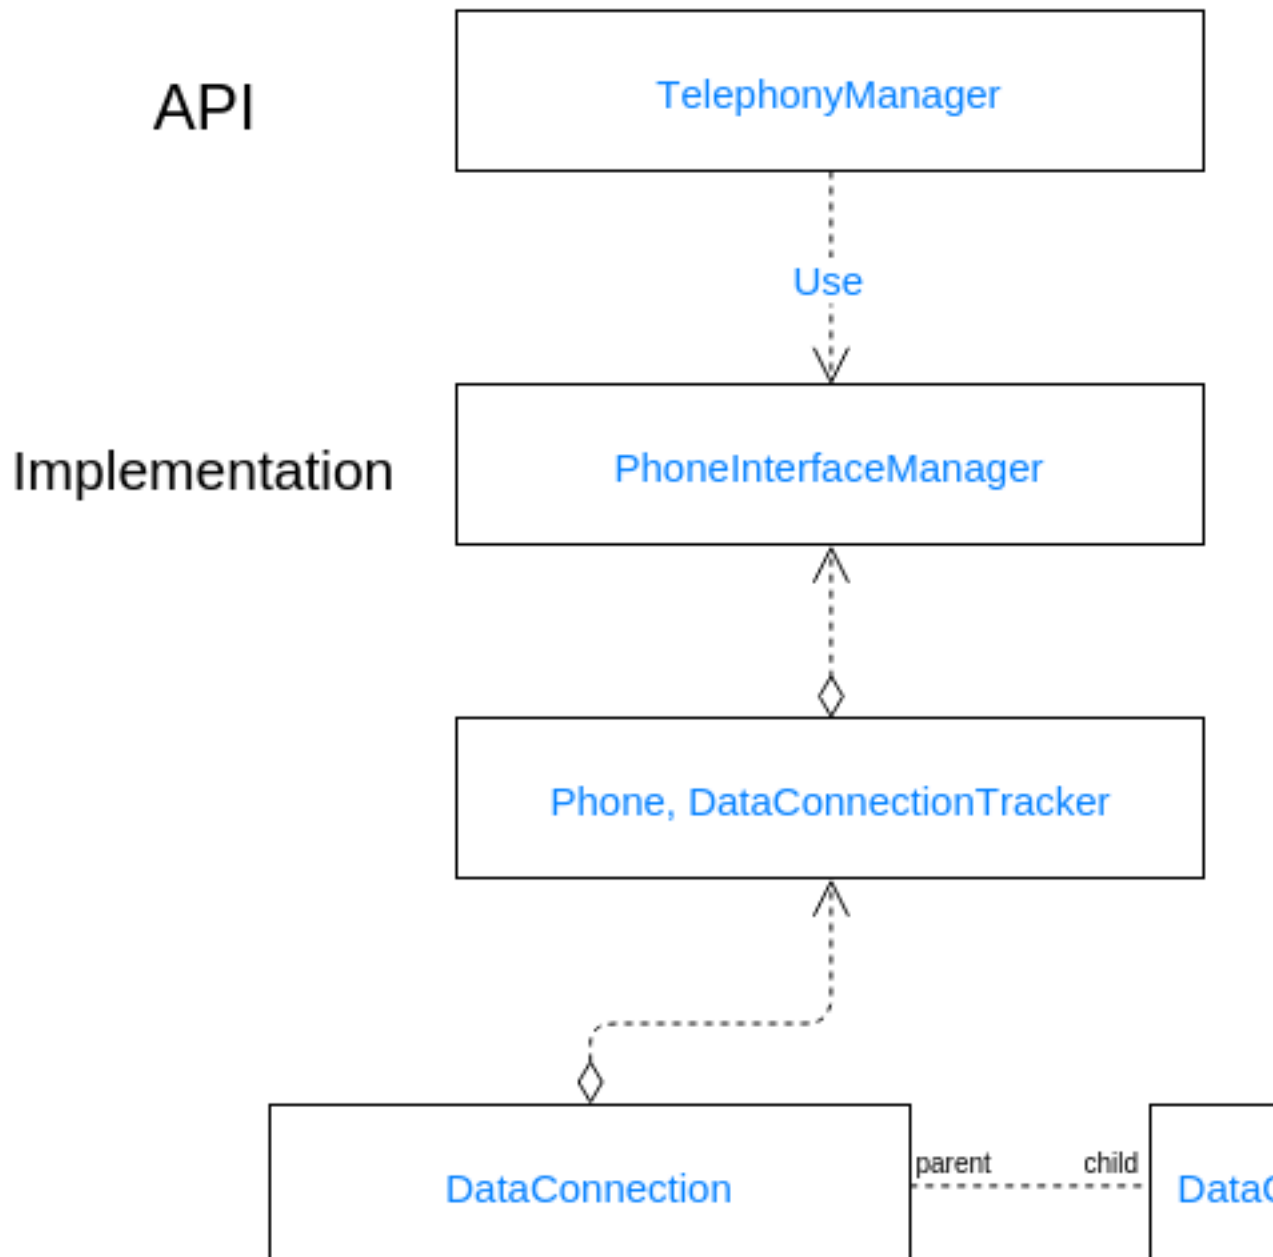 API
TelephonyManager
Use
Implementation
PhoneInterfaceManager
Phone, DataConnectionTracker
parent
child
DataConnection